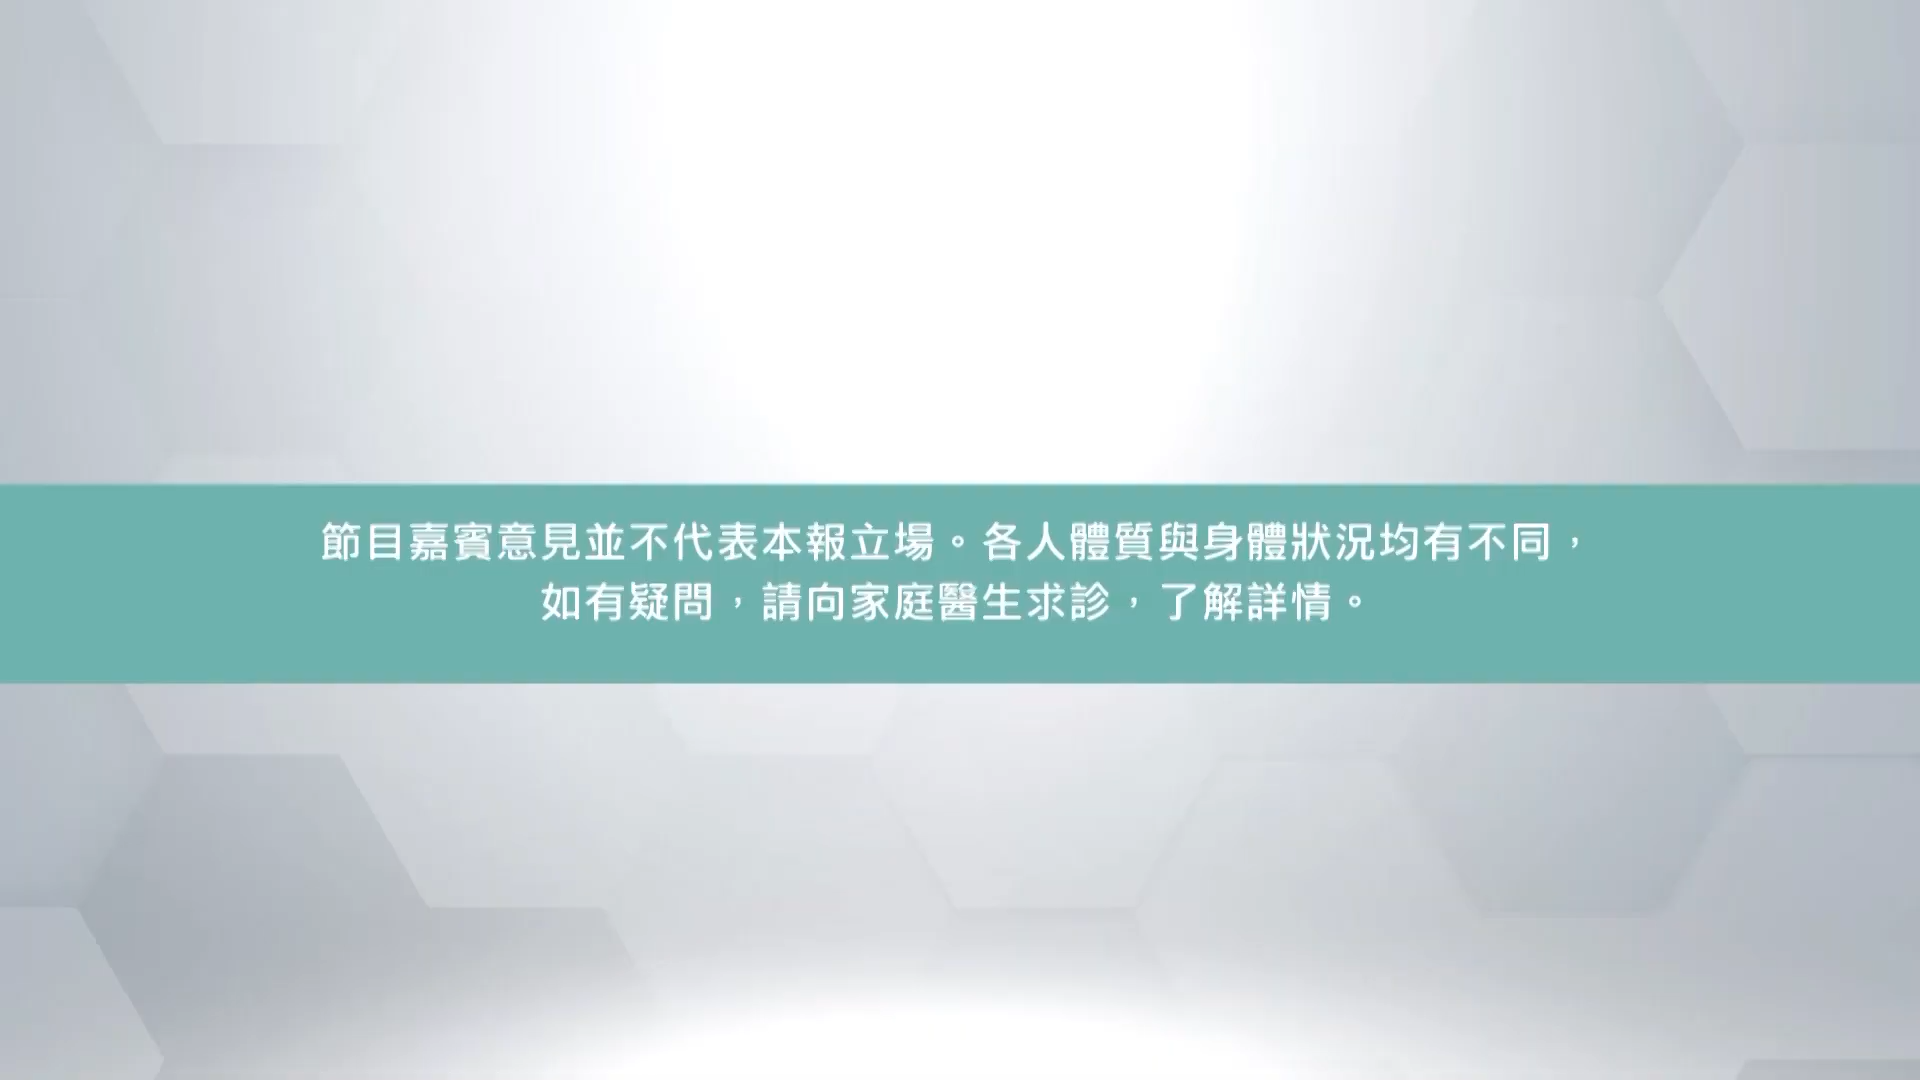 節目嘉賓意見並不代表本報立場。各人體質與身體狀況均有不同，
如有疑問，請向家庭醫生求診，了解詳情。